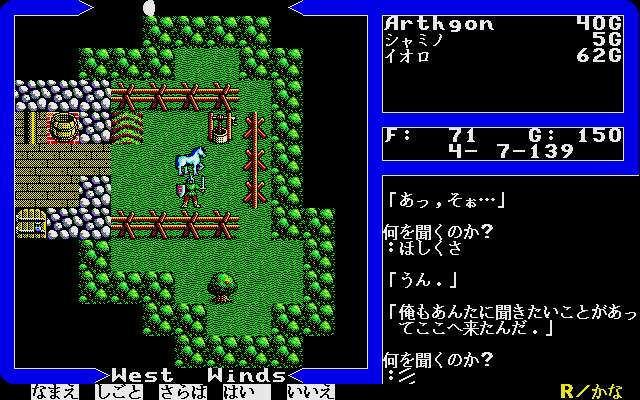 Arthgon 40G
シャミノ 5G
イオロ 62G
F: 71 G: 150
4- 7-139
「あっ,そぉ…」
何を聞くのか?
:ほしくさ
「うん.」
「俺もあんたに聞きたいことがあっ
てここへ来たんだ.」
何を聞くのか?
:
West Winds
なまえ しごと さらば はい いいえ
R/かな